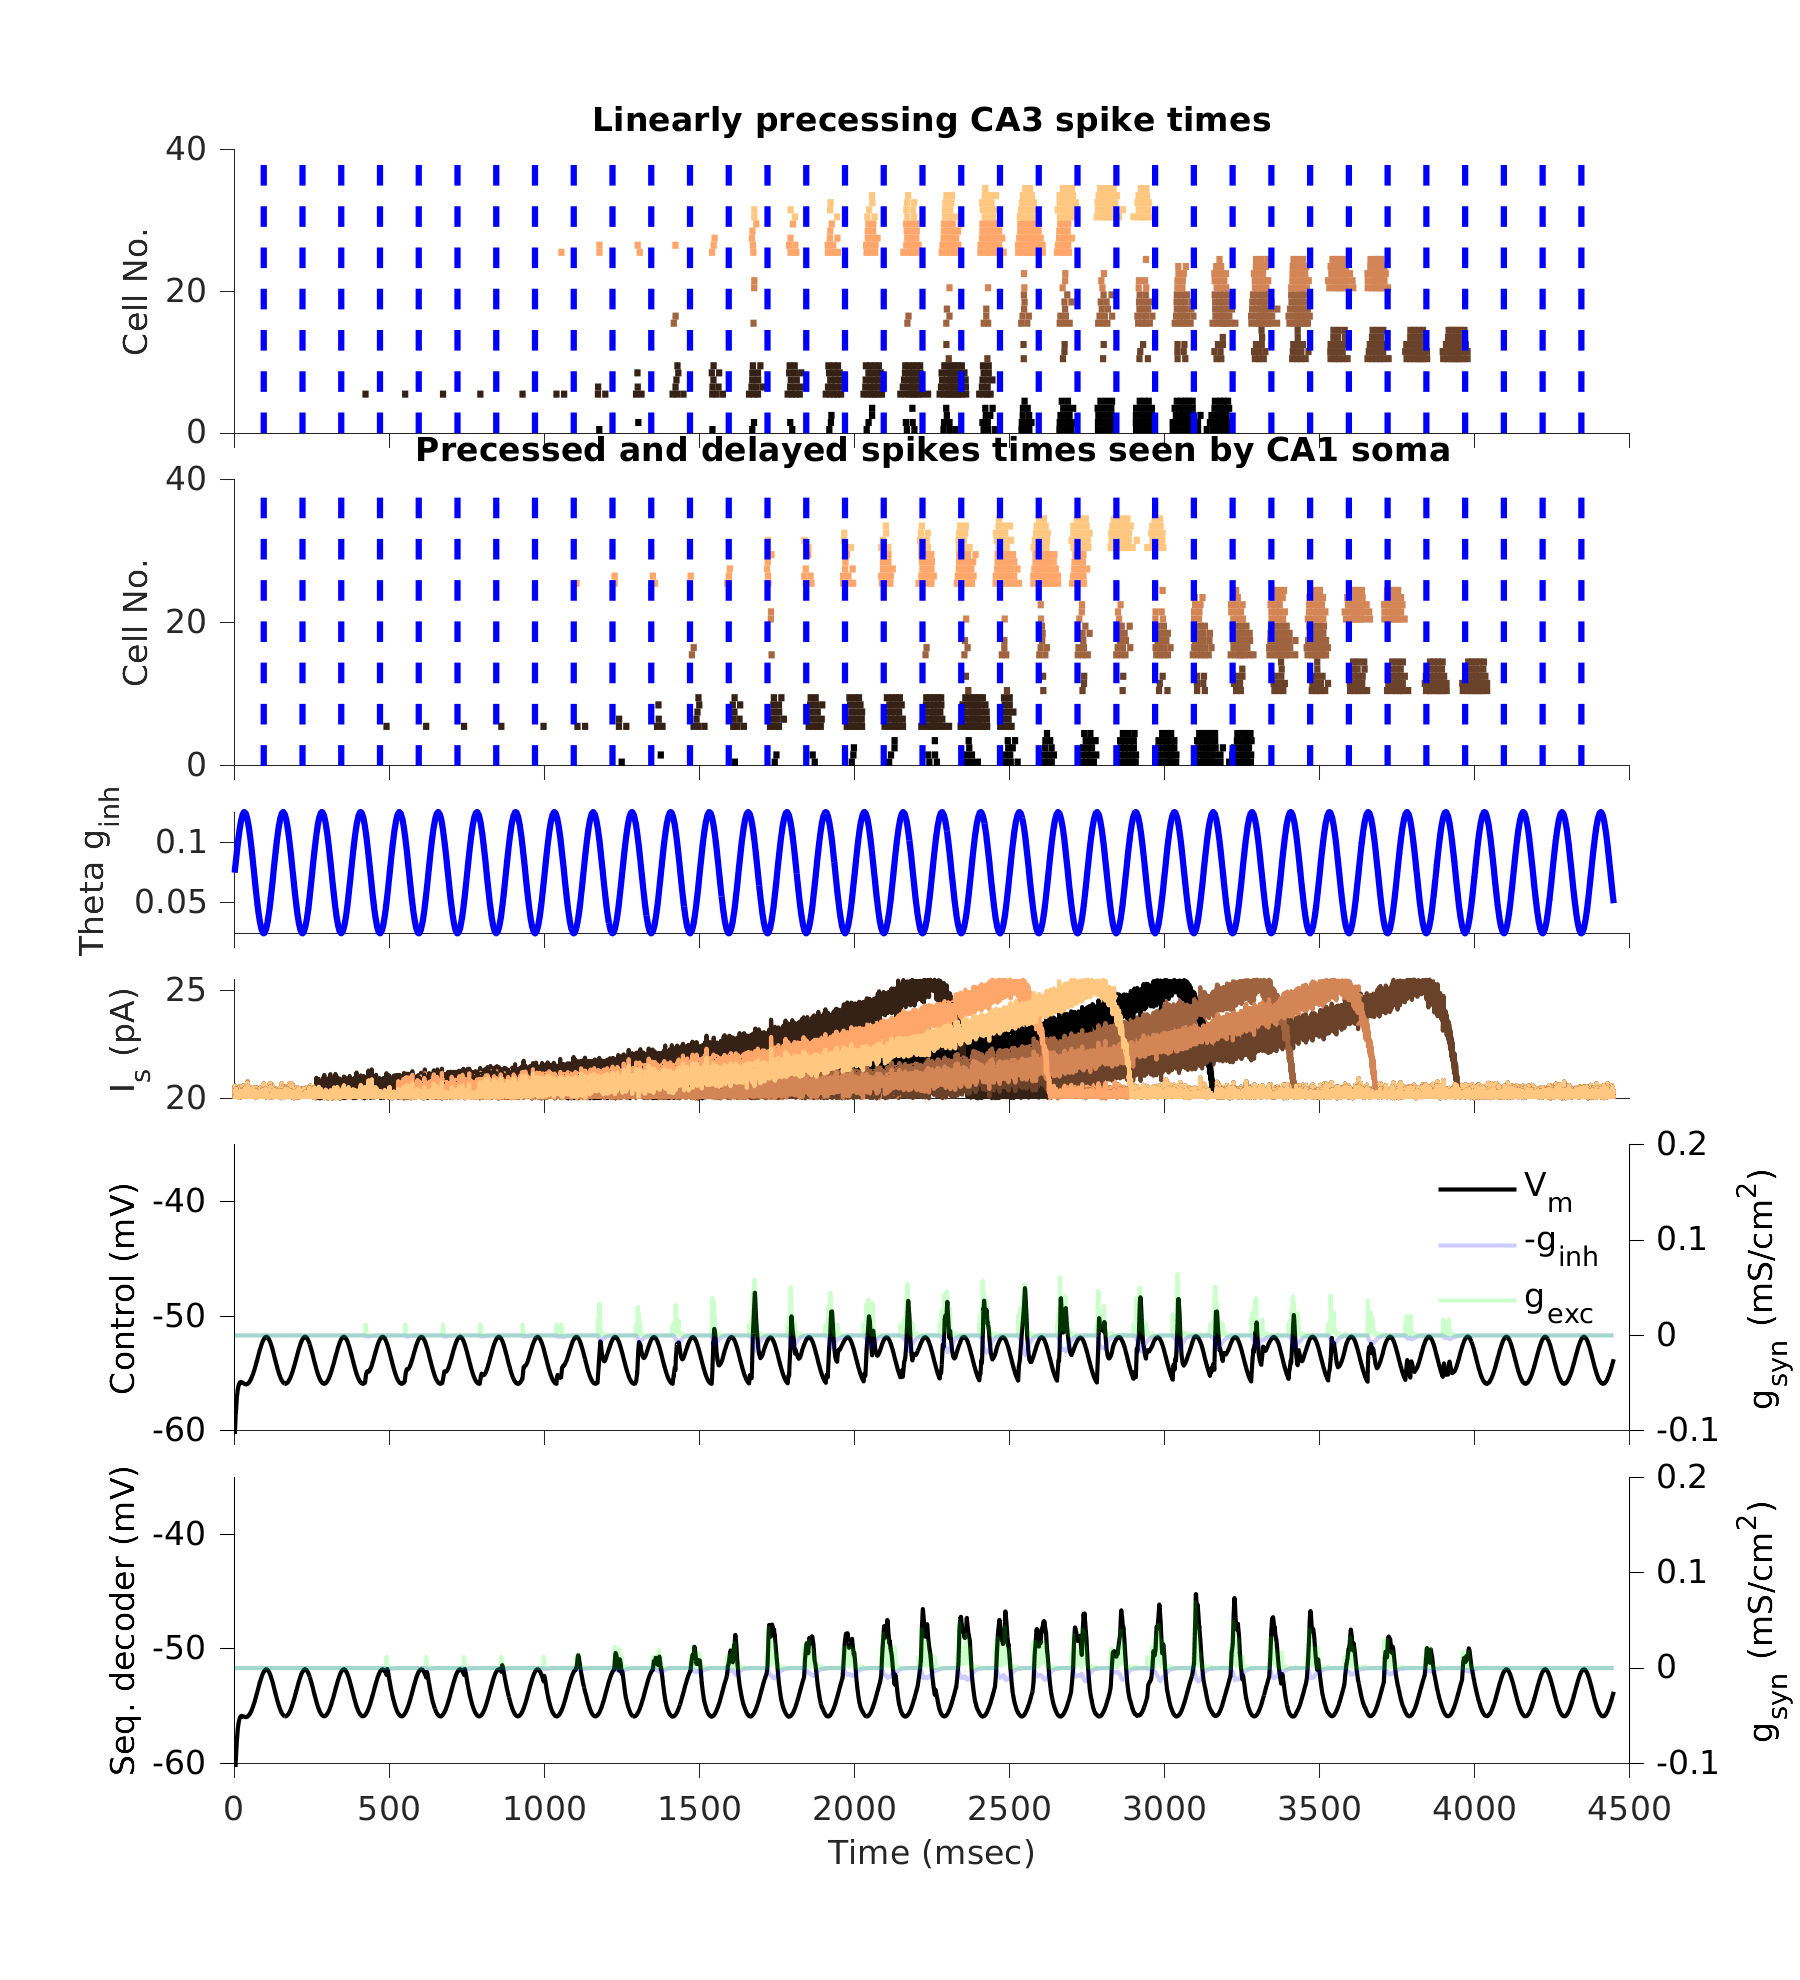 Linearly precessing CA3 spike times
40
20
0
Cell No.
Precessed and delayed spikes times seen by CA1 soma
40
20
0
Cell No.
0.1
0.05
Theta g_inh
25
20
I_s (pA)
-40
-50
-60
Control (mV)
V_m
-g_inh
g_exc
0.2
0.1
0
-0.1
g_syn (mS/cm^2)
-40
-50
-60
Seq. decoder (mV)
0.2
0.1
0
-0.1
g_syn (mS/cm^2)
0 500 1000 1500 2000 2500 3000 3500 4000 4500
Time (msec)